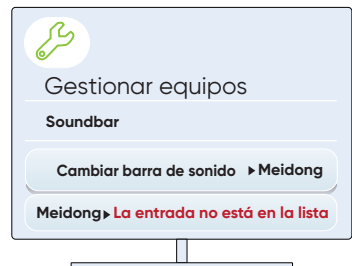 Gestionar equipos
Soundbar
Cambiar barra de sonido ▶ Meidong
Meidong ▶ La entrada no está en la lista